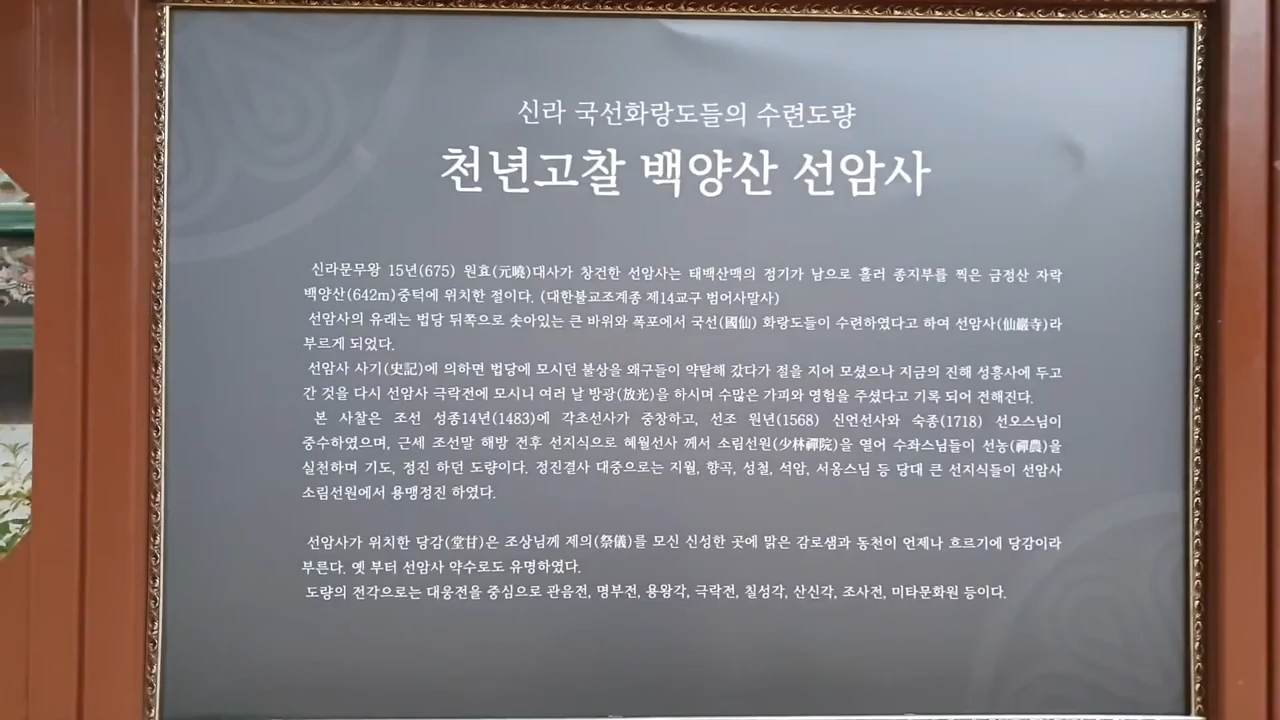 신라 국선화랑도들의 수련도량
천년고찰 백양산 선암사
신라문무왕 15년(675) 원효(元曉)대사가 창건한 선암사는 태백산맥의 정기가 남으로 흘러 종지부를 찍은 금정산 자락
백양산(642m)중턱에 위치한 절이다. (대한불교조계종 제14교구 범어사말사)
선암사의 유래는 법당 뒤쪽으로 솟아있는 큰 바위와 폭포에서 국선(國仙) 화랑도들이 수련하였다고 하여 선암사(仙巖寺)라
부르게 되었다.
선암사 사기(史記)에 의하면 법당에 모시던 불상을 왜구들이 약탈해 갔다가 절을 지어 모셨으나 지금의 진해 성흥사에 두고
간 것을 다시 선암사 극락전에 모시니 여러 날 방광(放光)을 하시며 수많은 가피와 영험을 주셨다고 기록 되어 전해진다.
본 사찰은 조선 성종14년(1483)에 각초선사가 중창하고, 선조 원년(1568) 신언선사와 숙종(1718) 선오스님이
중수하였으며, 근세 조선말 해방 전후 선지식으로 혜월선사 께서 소림선원(少林禪院)을 열어 수좌스님들이 선농(禪農)을
실천하며 기도, 정진 하던 도량이다. 정진결사 대중으로는 지월, 향곡, 성철, 석암, 서옹스님 등 당대 큰 선지식들이 선암사
소림선원에서 용맹정진 하였다.
선암사가 위치한 당감(堂甘)은 조상님께 제의(祭儀)를 모신 신성한 곳에 맑은 감로샘과 동천이 언제나 흐르기에 당감이라
부른다. 옛 부터 선암사 약수로도 유명하였다.
도량의 전각으로는 대웅전을 중심으로 관음전, 명부전, 용왕각, 극락전, 칠성각, 산신각, 조사전, 미타문화원 등이다.